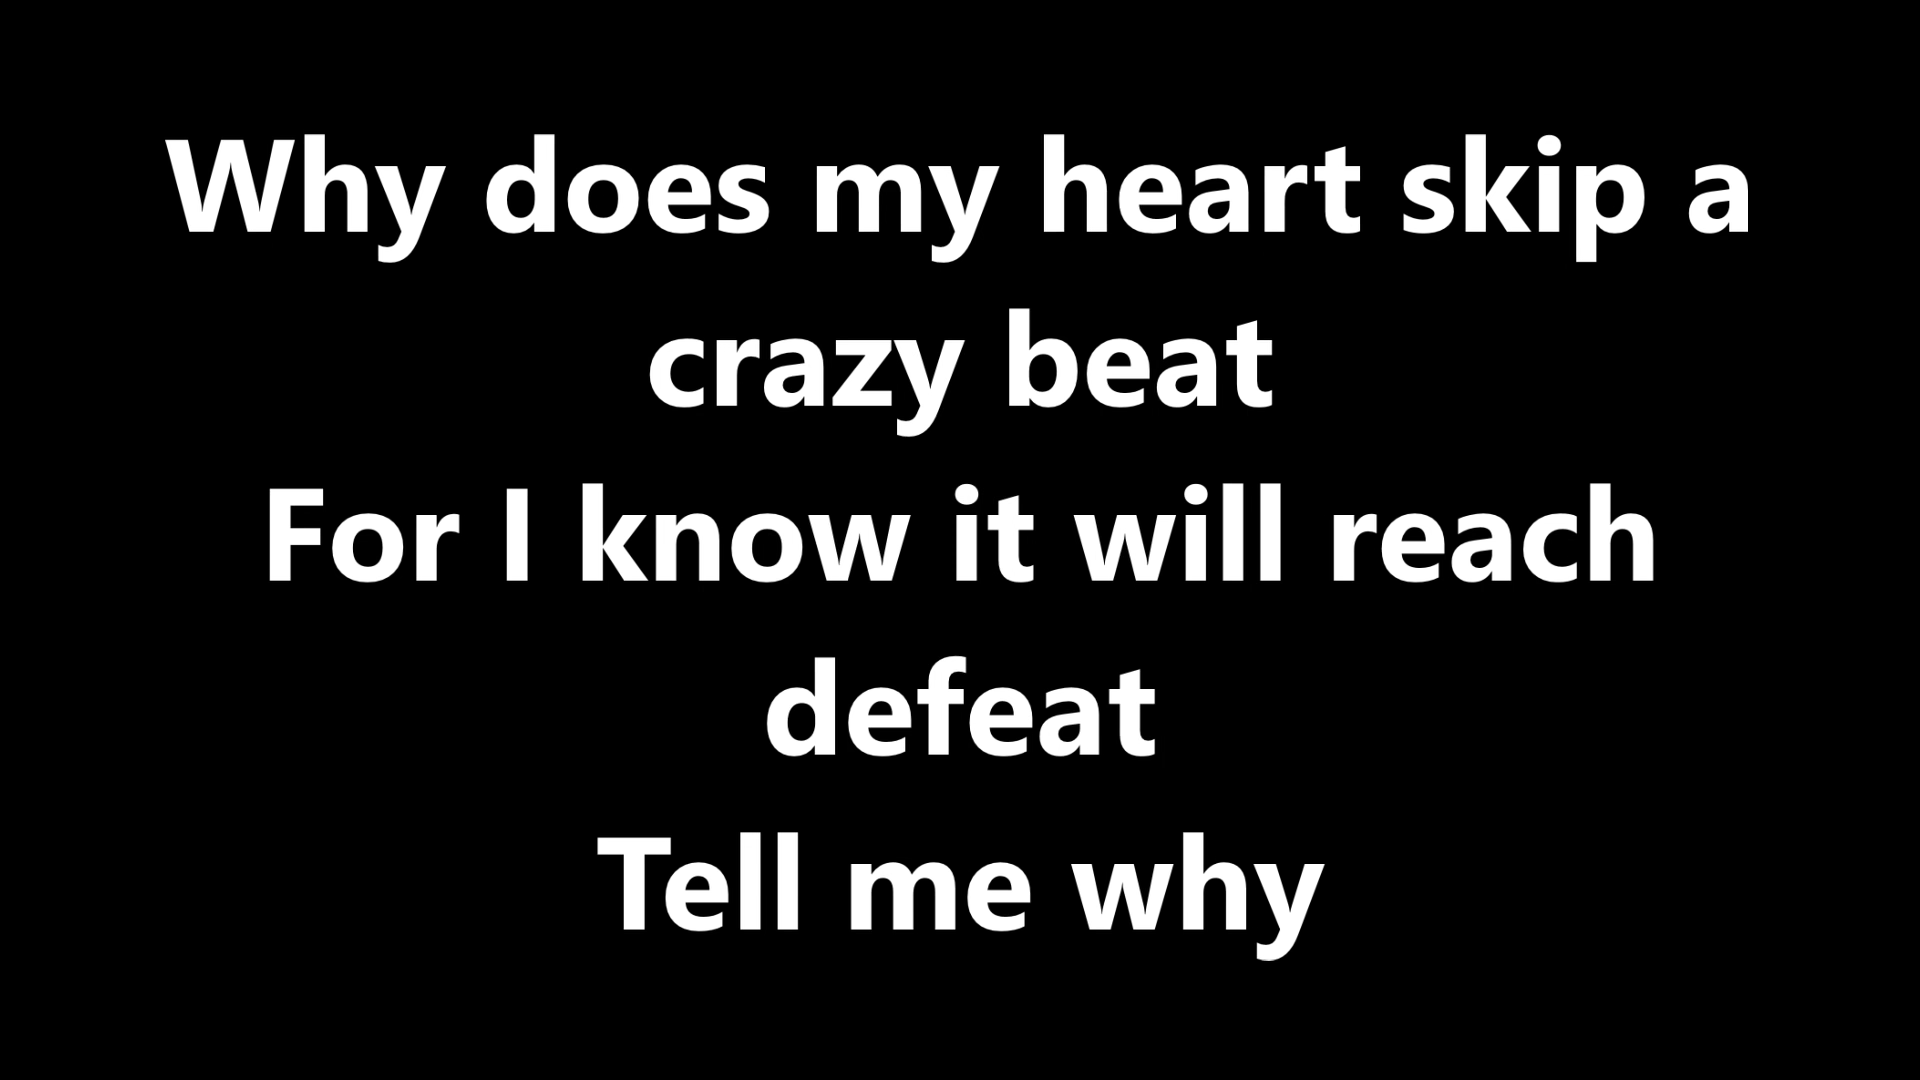 Why does my heart skip a
crazy beat
For I know it will reach
defeat
Tell me why